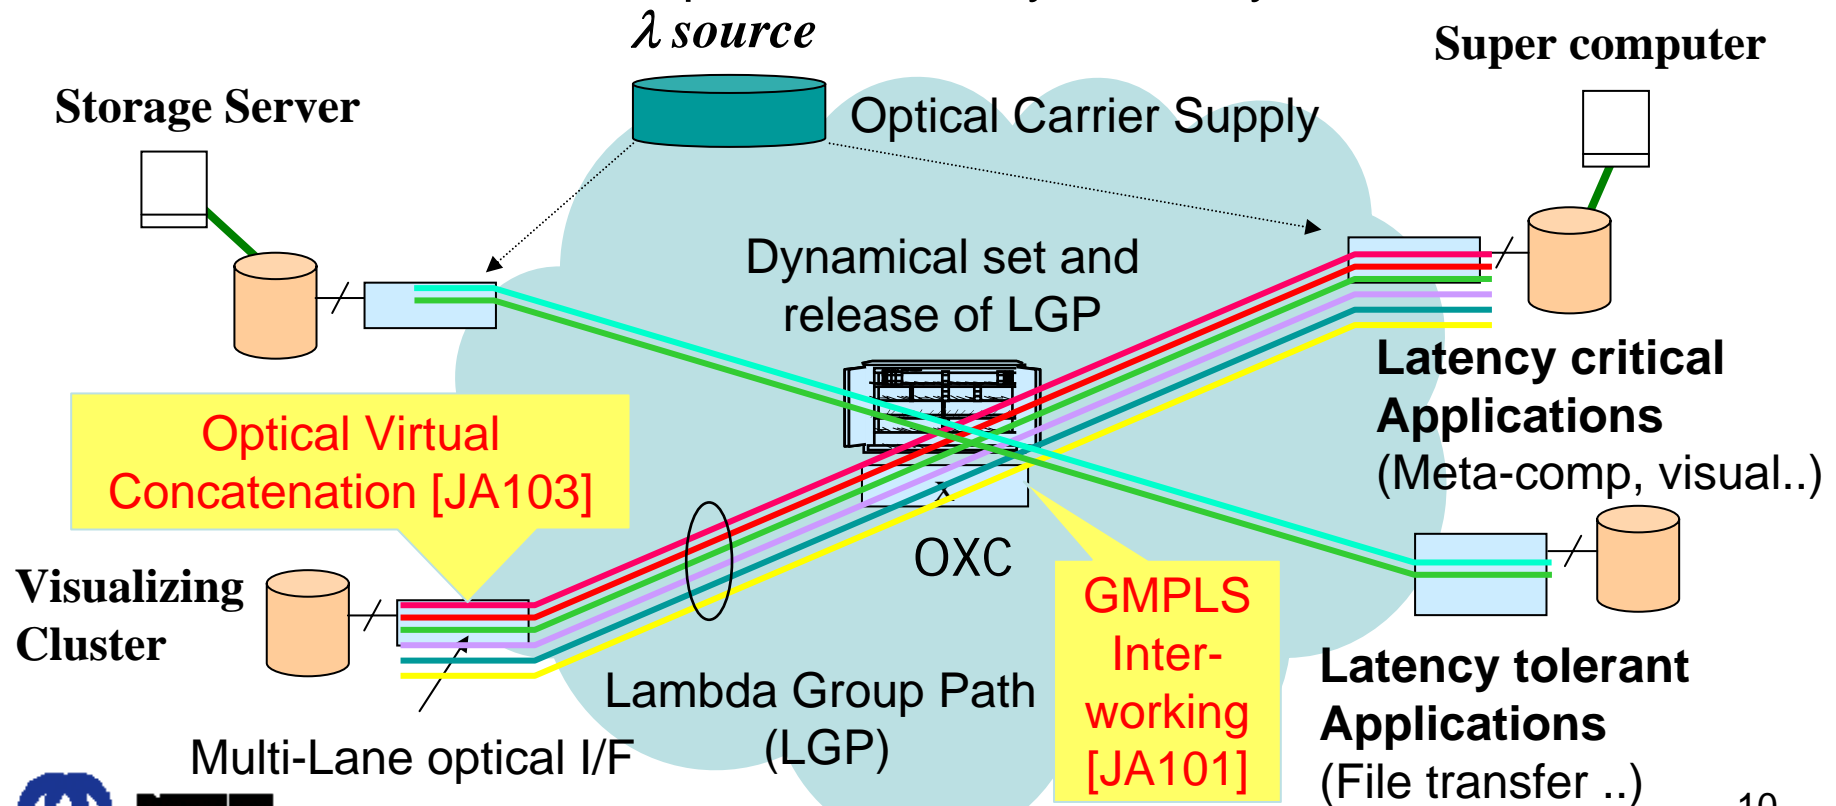 λ source
Super computer
Storage Server
Optical Carrier Supply
Dynamical set and
release of LGP
Latency critical
Applications
(Meta-comp, visual..)
Optical Virtual
Concatenation [JA103]
X
OXC
Visualizing
Cluster
GMPLS
Inter-
working
[JA101]
Lambda Group Path
(LGP)
Latency tolerant
Applications
(File transfer ..)
Multi-Lane optical I/F
10